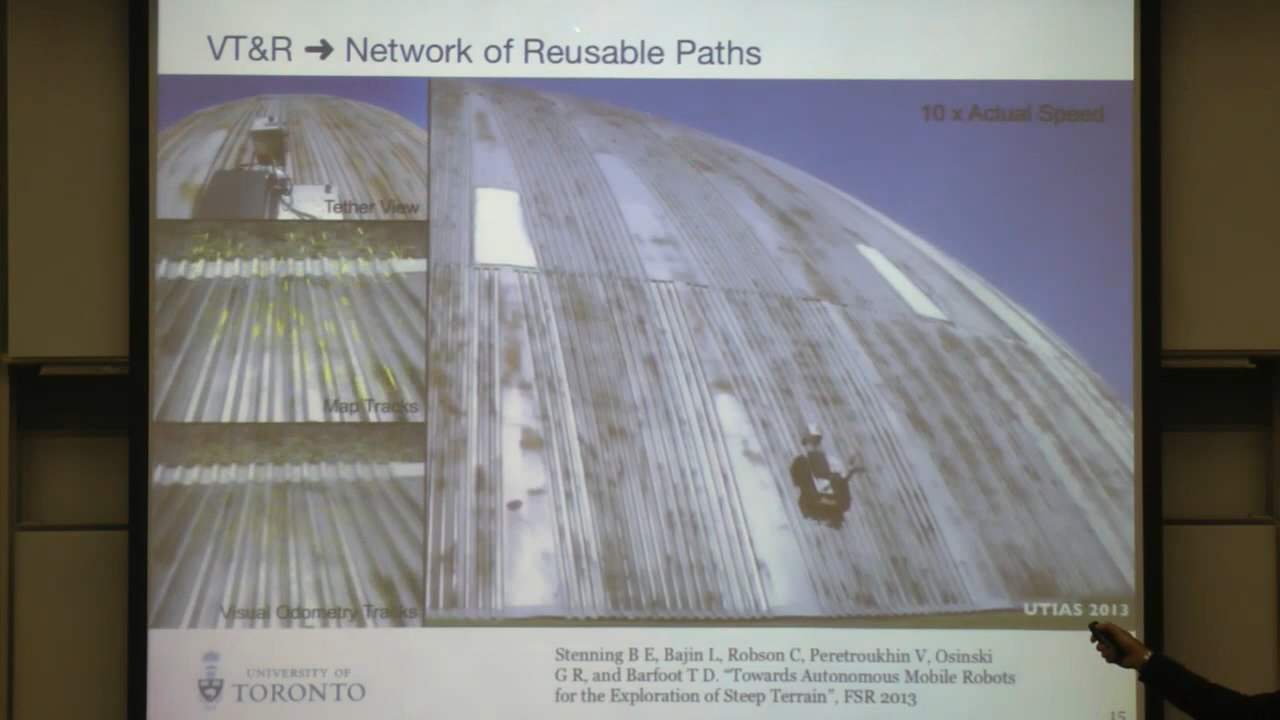 VT&R ➔ Network of Reusable Paths
10 x Actual Speed
Tether View
Map Tracks
Visual Odometry Tracks
UTIAS 2013
UNIVERSITY OF
TORONTO
Stenning B E, Bajin L, Robson C, Peretroukhin V, Osinski
G R, and Barfoot T D. “Towards Autonomous Mobile Robots
for the Exploration of Steep Terrain”, FSR 2013
15